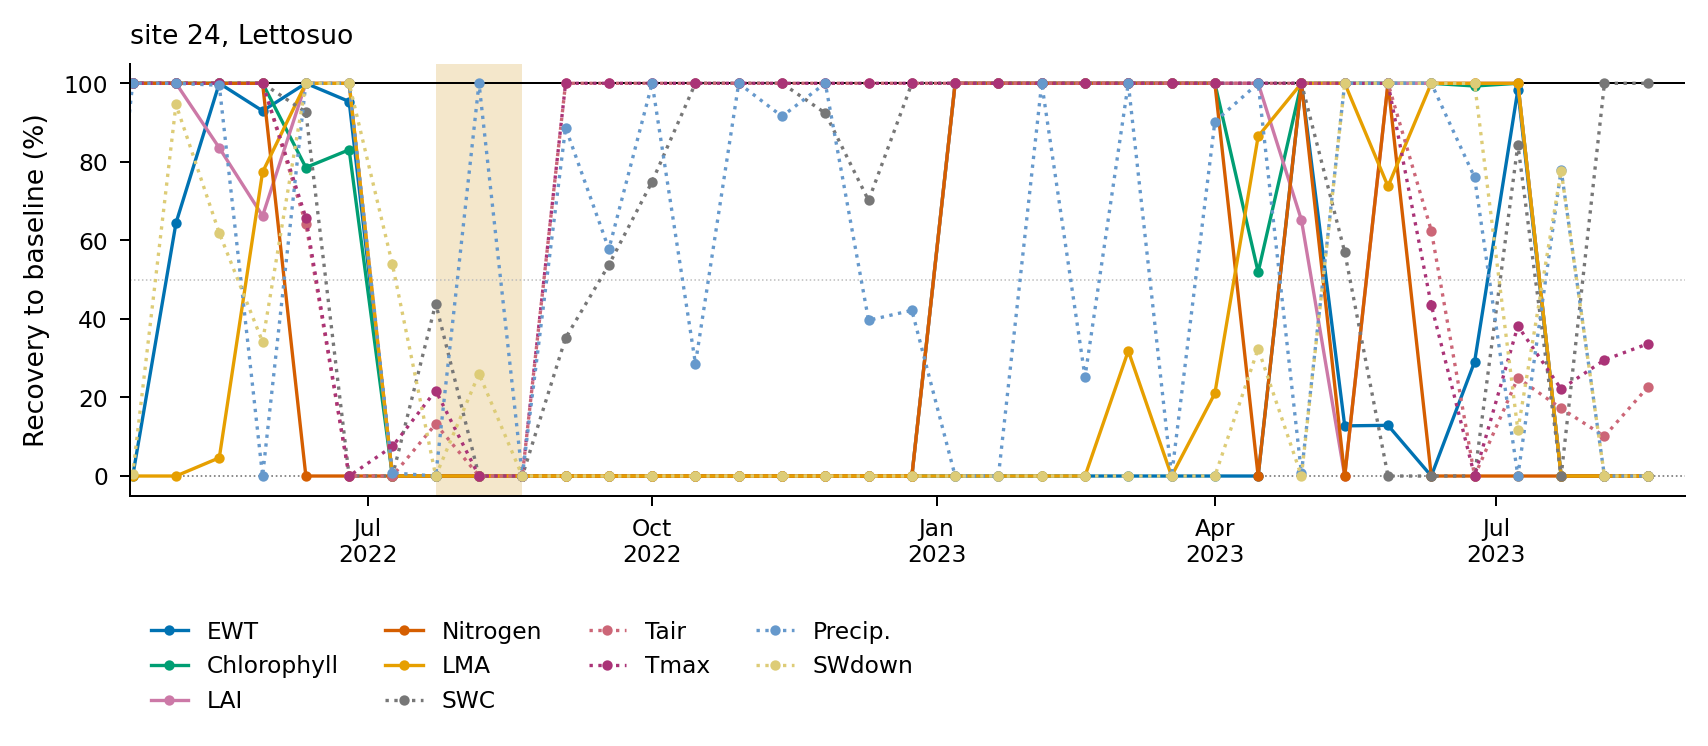 site 24, Lettosuo
Recovery to baseline (%)
100
80
60
40
20
0
Jul
2022
Oct
2022
Jan
2023
Apr
2023
Jul
2023
EWT
Chlorophyll
LAI
Nitrogen
LMA
SWC
Tair
Tmax
Precip.
SWdown